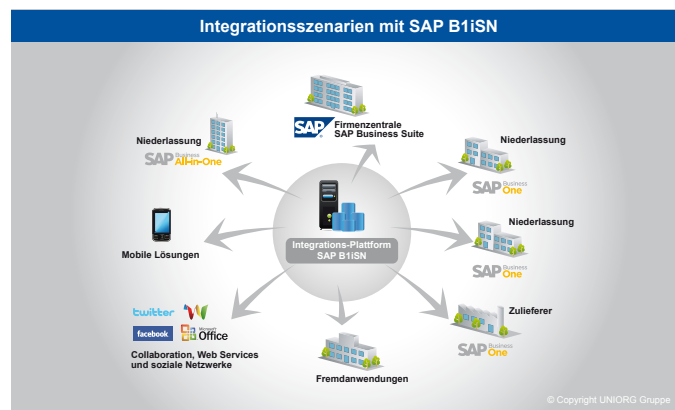 Integrationsszenarien mit SAP B1iSN
SAP
Firmenzentrale
SAP Business Suite
Niederlassung
SAP Business All-in-One
Niederlassung
SAP Business One
Mobile Lösungen
Integrations-Plattform
SAP B1iSN
Niederlassung
SAP Business One
twitter
facebook
Microsoft Office
Collaboration, Web Services
und soziale Netzwerke
Fremdanwendungen
Zulieferer
SAP Business One
© Copyright UNIORG Gruppe